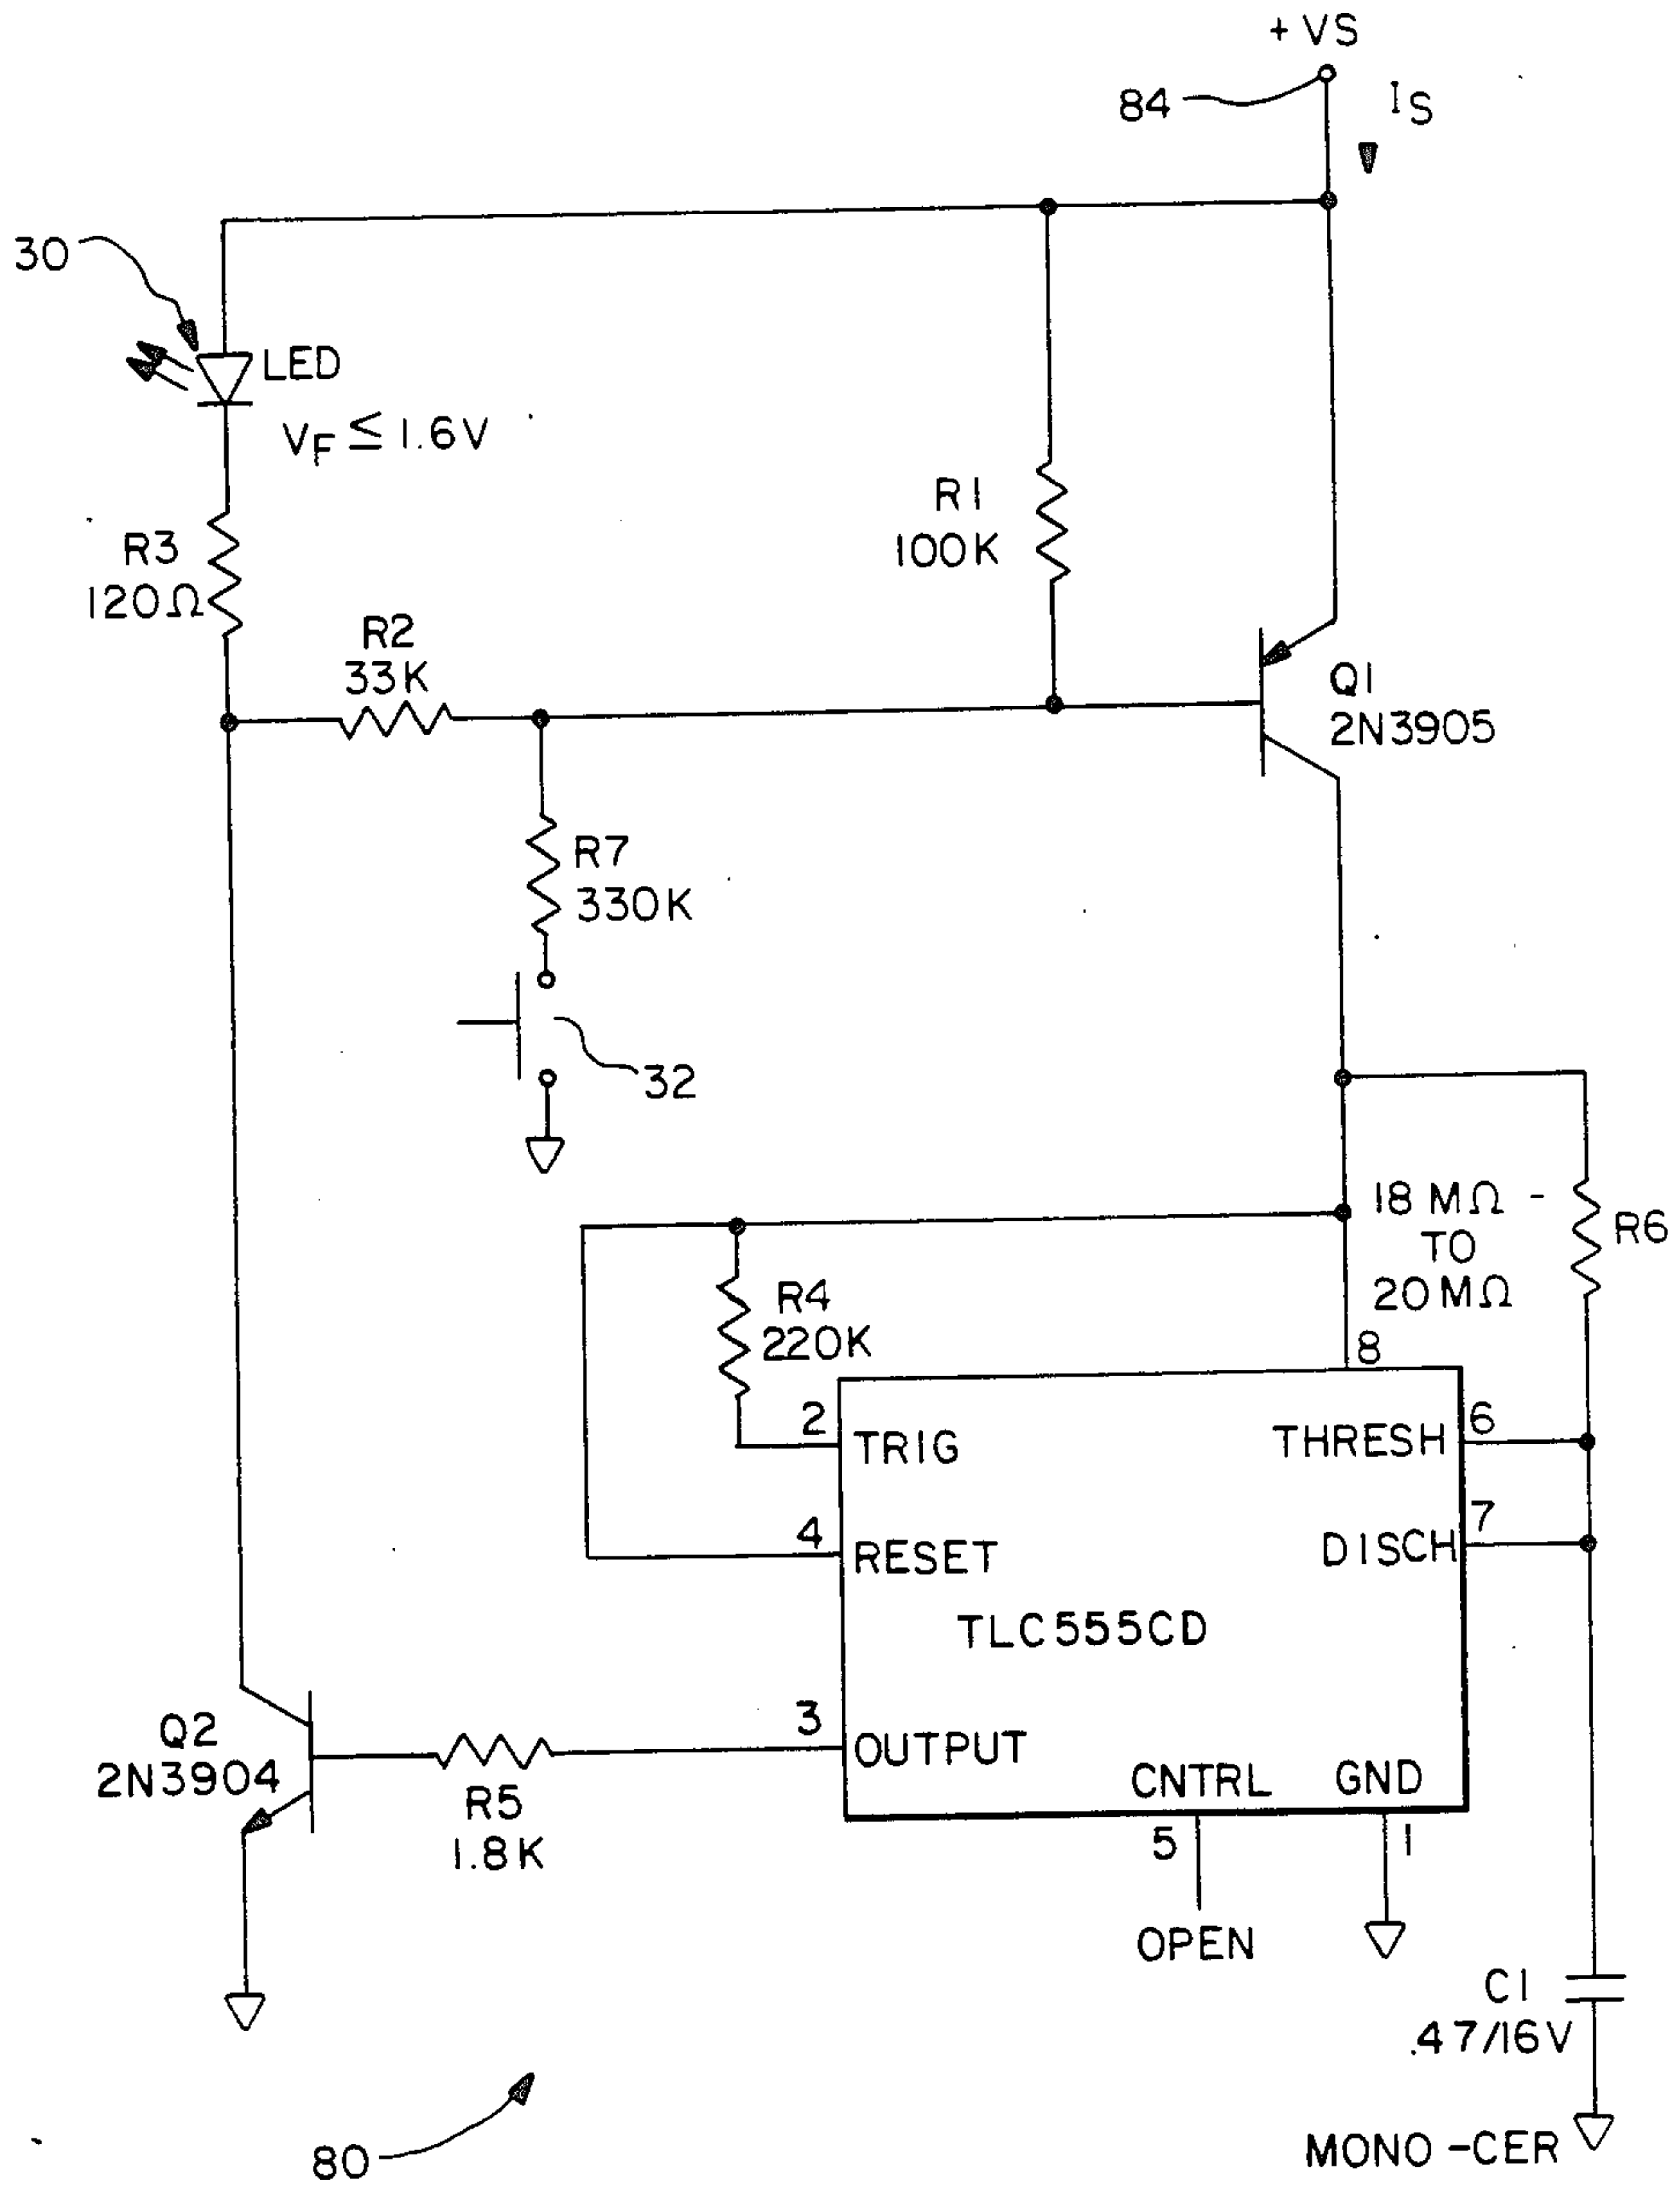 + VS
84
IS
30
LED
VF ≤ 1.6V
R1
100K
R3
120Ω
R2
33K
Q1
2N3905
R7
330K
32
18 MΩ -
TO
20MΩ
R6
R4
220K
8
2
TRIG
THRESH
6
4
RESET
DISCH
7
TLC555CD
3
OUTPUT
Q2
2N3904
R5
1.8K
CNTRL
GND
5
1
OPEN
C1
.47/16V
80
MONO-CER